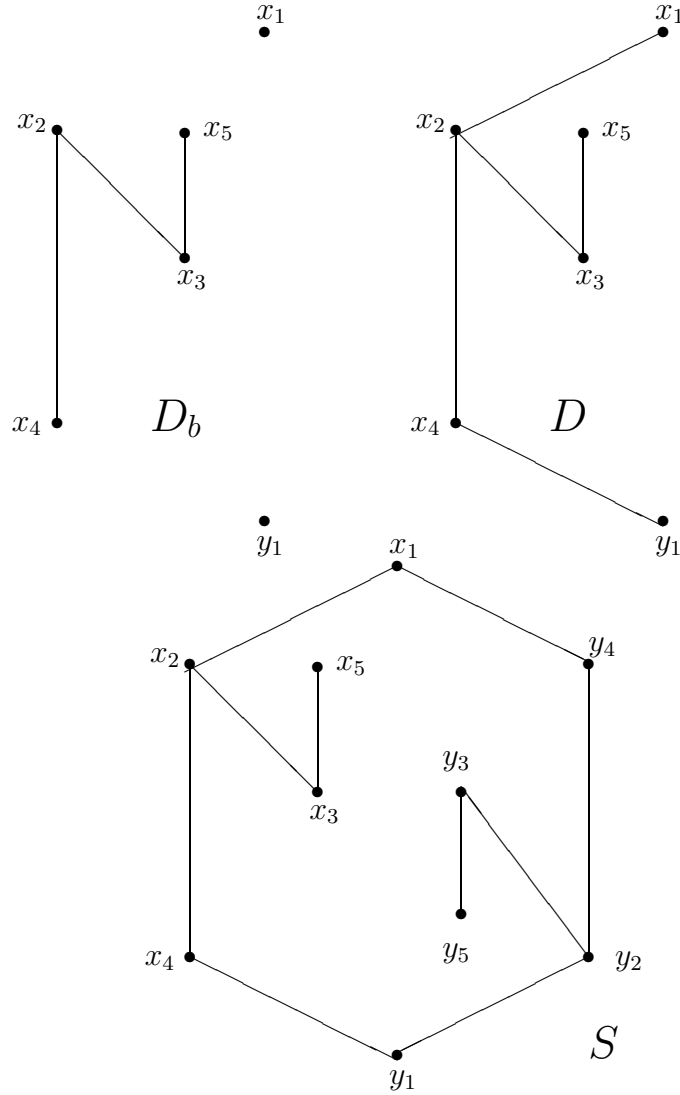 x₁ x₁
x₂ x₅ x₂ x₅
x₃ x₃
x₄ D_b x₄ D
y₁ y₁
x₁
x₂ x₅ y₄
y₃
x₃
x₄ y₅ y₂
S
y₁